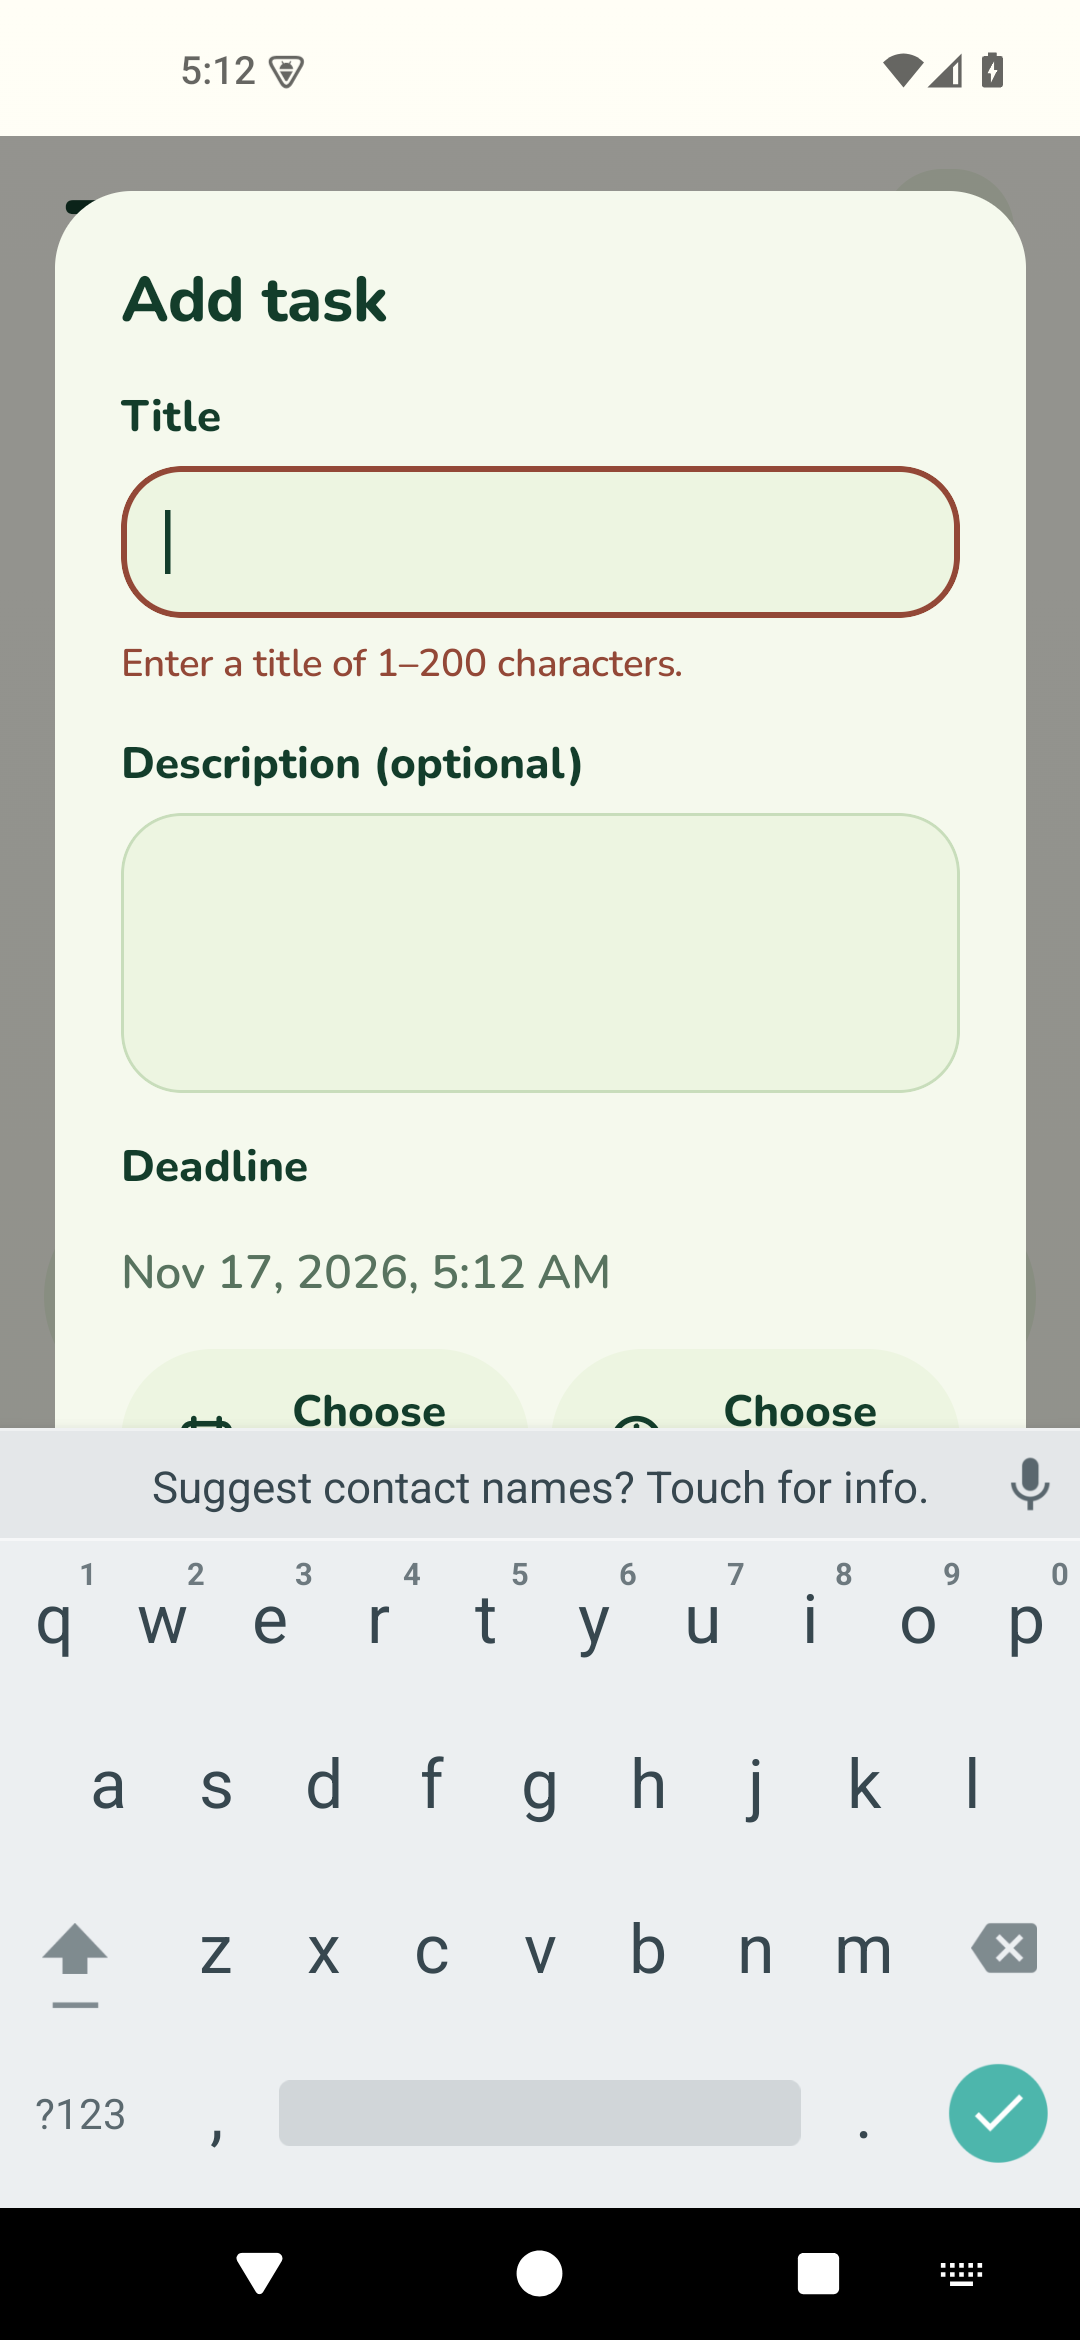 5:12
Add task
Title
Enter a title of 1–200 characters.
Description (optional)
Deadline
Nov 17, 2026, 5:12 AM
Choose Choose
Suggest contact names? Touch for info.
1 2 3 4 5 6 7 8 9 0
q w e r t y u i o p
a s d f g h j k l
z x c v b n m
?123 , .